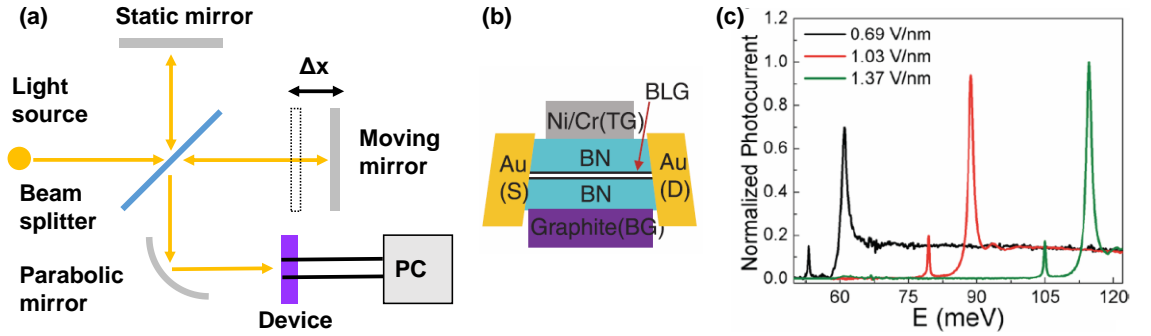 (a)
Static mirror
Light
source
Δx
Moving
mirror
Beam
splitter
Parabolic
mirror
Device
PC
(b)
BLG
Ni/Cr(TG)
BN
Au
(S)
Au
(D)
BN
Graphite(BG)
(c)
Normalized Photocurrent
1.2
1.0
0.8
0.6
0.4
0.2
0.0
0.69 V/nm
1.03 V/nm
1.37 V/nm
60 75 90 105 120
E (meV)